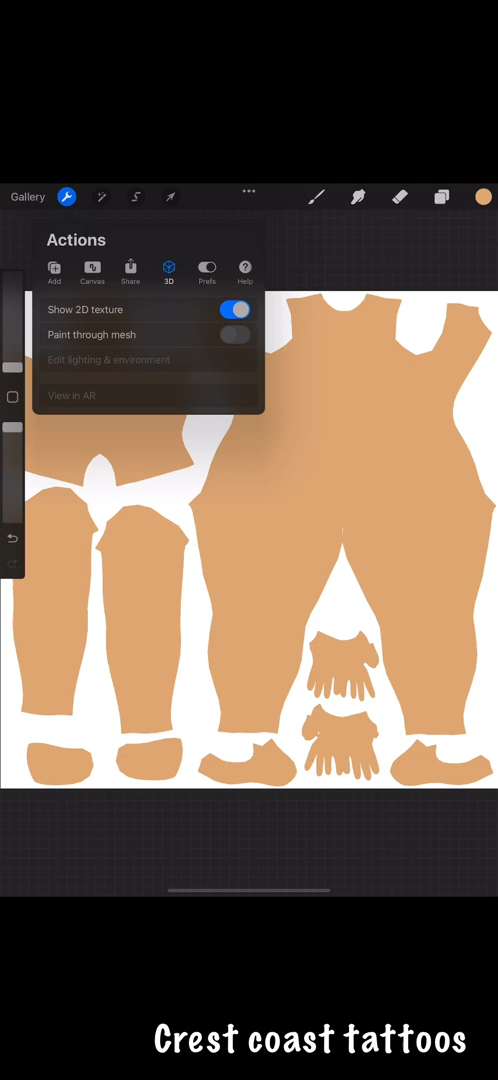 Gallery
Actions
Add Canvas Share 3D Prefs Help
Show 2D texture
Paint through mesh
Edit lighting & environment
View in AR
Crest coast tattoos